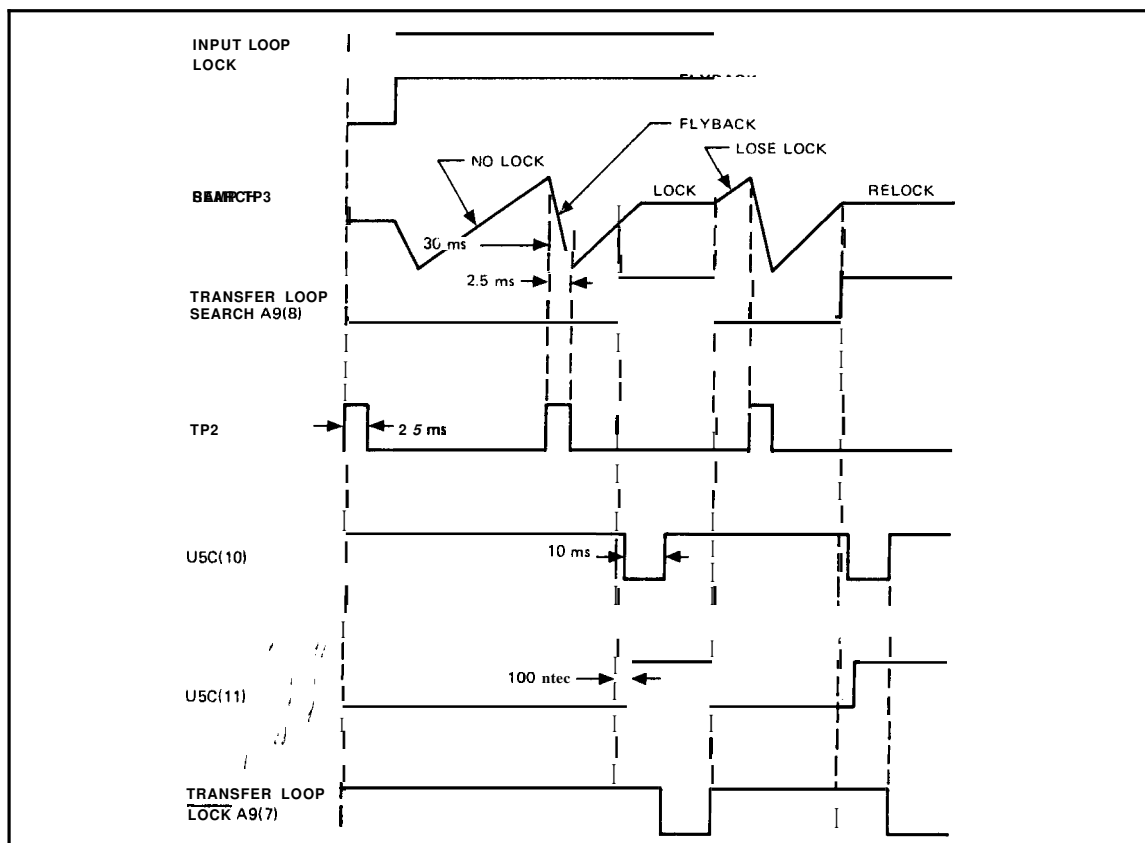 INPUT LOOP
LOCK
FLYBACK
NO LOCK
LOSE LOCK
LOCK
RELOCK
30 ms
2.5 ms
TRANSFER LOOP
SEARCH A9(8)
TP2
2 5 ms
U5C(10)
10 ms
100 ntec
U5C(11)
TRANSFER LOOP
LOCK A9(7)